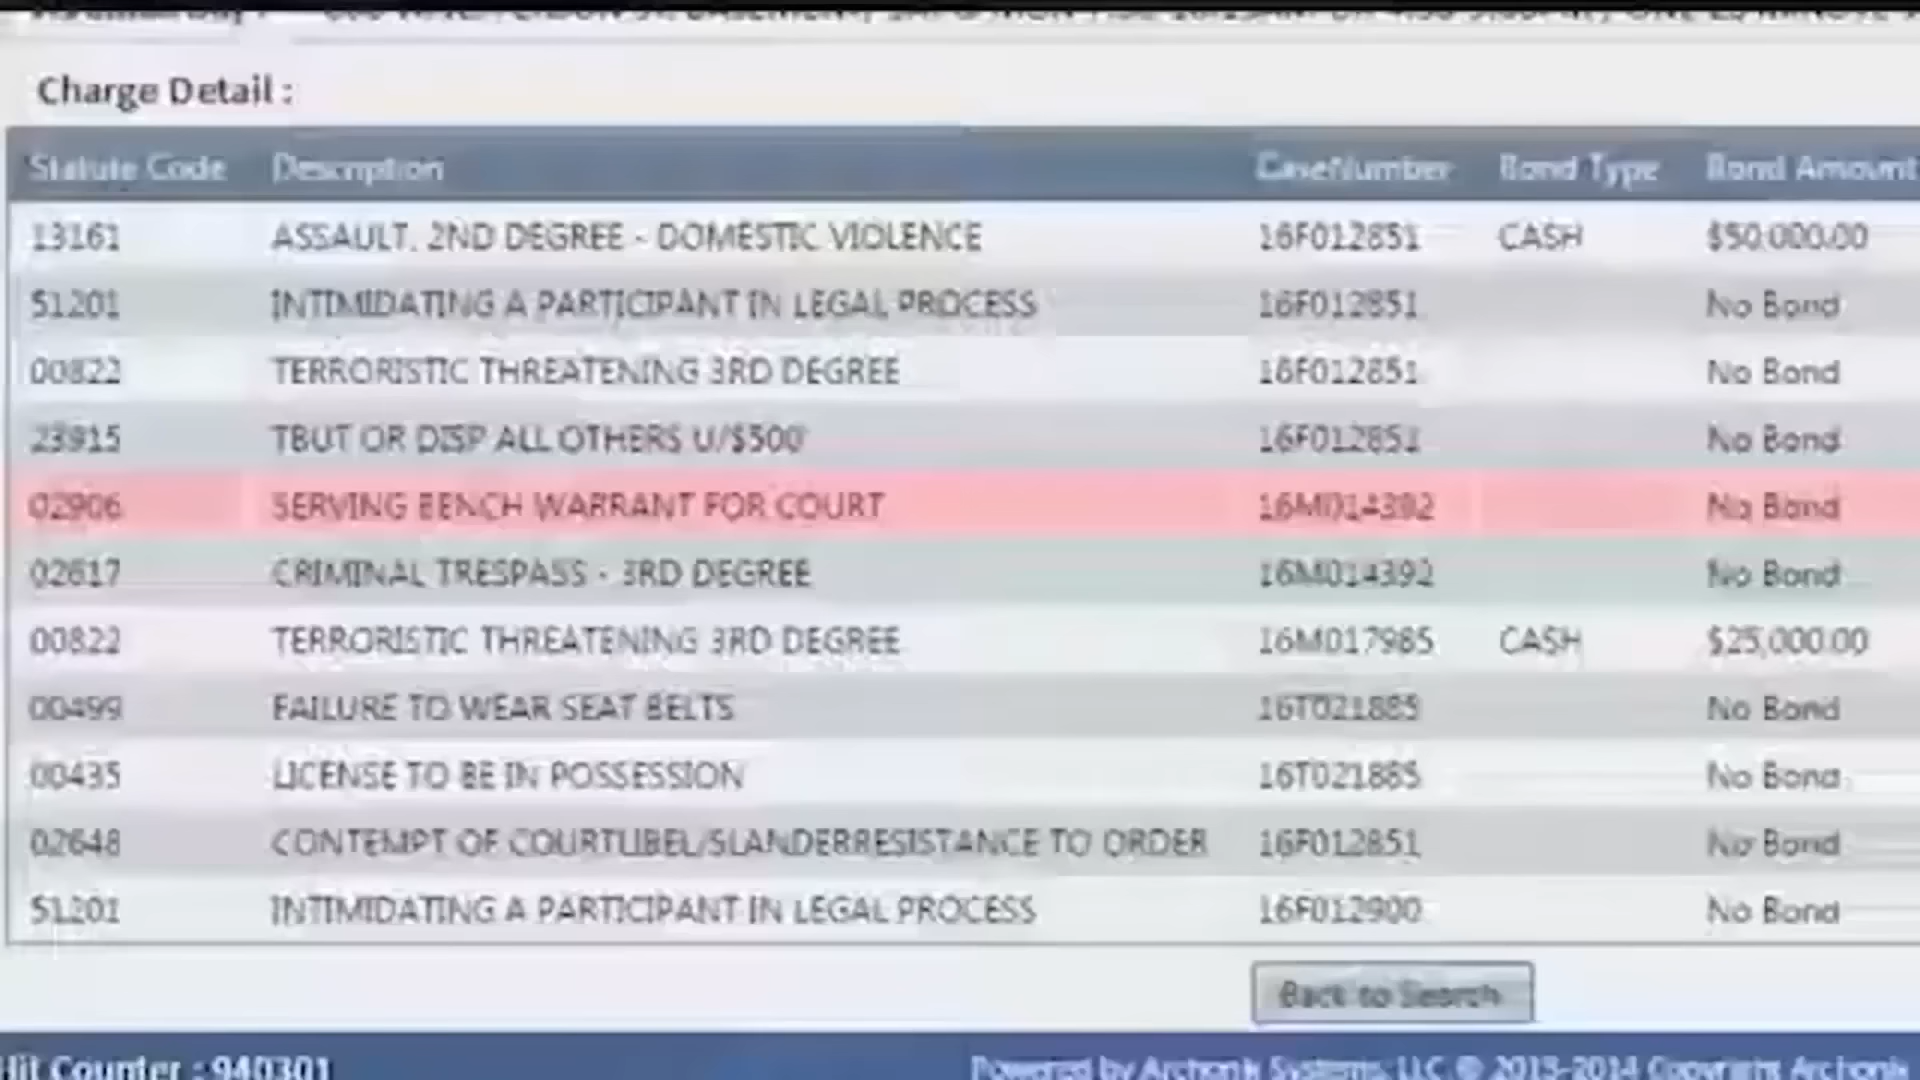 Charge Detail :
Statute Code Description CaseNumber Bond Type Bond Amount
13161 ASSAULT, 2ND DEGREE - DOMESTIC VIOLENCE 16F012851 CASH $50,000.00
51201 INTIMIDATING A PARTICIPANT IN LEGAL PROCESS 16F012851 No Bond
00822 TERRORISTIC THREATENING 3RD DEGREE 16F012851 No Bond
23915 TBUT OR DISP ALL OTHERS U/$500 16F012851 No Bond
02906 SERVING BENCH WARRANT FOR COURT 16M014392 No Bond
02617 CRIMINAL TRESPASS - 3RD DEGREE 16M014392 No Bond
00822 TERRORISTIC THREATENING 3RD DEGREE 16M017985 CASH $25,000.00
00499 FAILURE TO WEAR SEAT BELTS 16T021885 No Bond
00435 LICENSE TO BE IN POSSESSION 16T021885 No Bond
02648 CONTEMPT OF COURTLIBEL/SLANDERRESISTANCE TO ORDER 16F012851 No Bond
51201 INTIMIDATING A PARTICIPANT IN LEGAL PROCESS 16F012900 No Bond
Back to Search
Hit Counter : 940301 Powered by Archonix Systems, LLC. © 2013-2014 Copyright Archonix